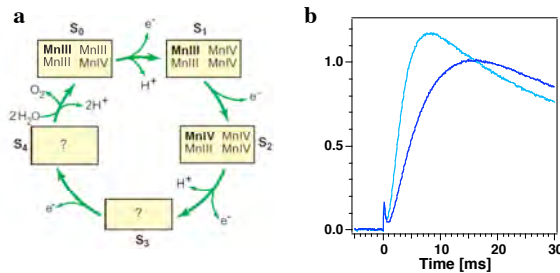 a
S0
MnIII MnIII
MnIII MnIV
e-
H+
S1
MnIII MnIV
MnIII MnIV
e-
S2
MnIV MnIV
MnIII MnIV
H+
e-
S3
?
e-
S4
?
2H2O
O2
2H+
b
1.0
0.5
0.0
0
10
20
30
Time [ms]